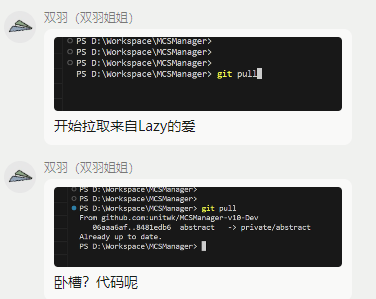 双羽（双羽姐姐）
PS D:\Workspace\MCSManager>
PS D:\Workspace\MCSManager>
PS D:\Workspace\MCSManager>
PS D:\Workspace\MCSManager> git pull
开始拉取来自Lazy的爱
双羽（双羽姐姐）
PS D:\Workspace\MCSManager>
PS D:\Workspace\MCSManager>
PS D:\Workspace\MCSManager> git pull
From github.com:unitwk/MCSManager-v10-Dev
06aaa6af..8481edb6 abstract -> private/abstract
Already up to date.
PS D:\Workspace\MCSManager>
卧槽？代码呢